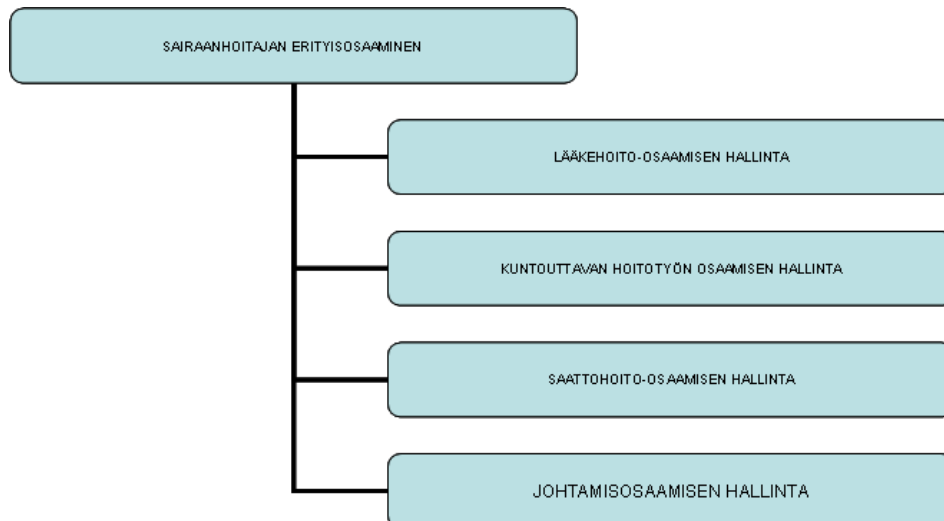 SAIRAANHOITAJAN ERITYISOSAAMINEN
LÄÄKEHOITO-OSAAMISEN HALLINTA
KUNTOUTTAVAN HOITOTYÖN OSAAMISEN HALLINTA
SAATTOHOITO-OSAAMISEN HALLINTA
JOHTAMISOSAAMISEN HALLINTA